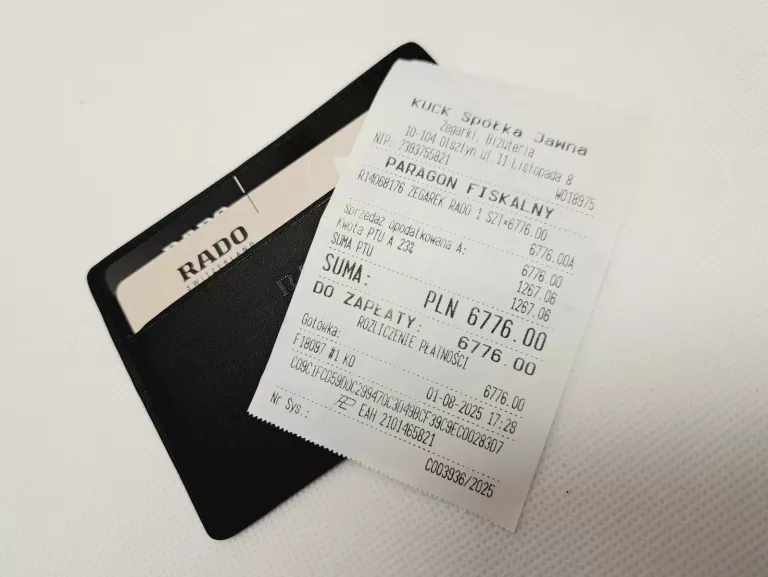 RADO
SWITZERLAND
KUCK Spółka Jawna
Zegarki, Biżuteria
10-104 Olsztyn ul.11 Listopada 8
NIP: 7393755821 WO18975
PARAGON FISKALNY
R14068176 ZEGAREK RADO 1 SZT*6776.00
6776.00A
Sprzedaż opodatkowana A: 6776.00
Kwota PTU A 23% 1267.06
SUMA PTU 1267.06
SUMA: PLN 6776.00
DO ZAPŁATY: 6776.00
ROZLICZENIE PŁATNOŚCI
Gotówka: 6776.00
F18097 #1 KO 01-08-2025 17:28
EAH 2101465821
Nr Sys.: C003936/2025